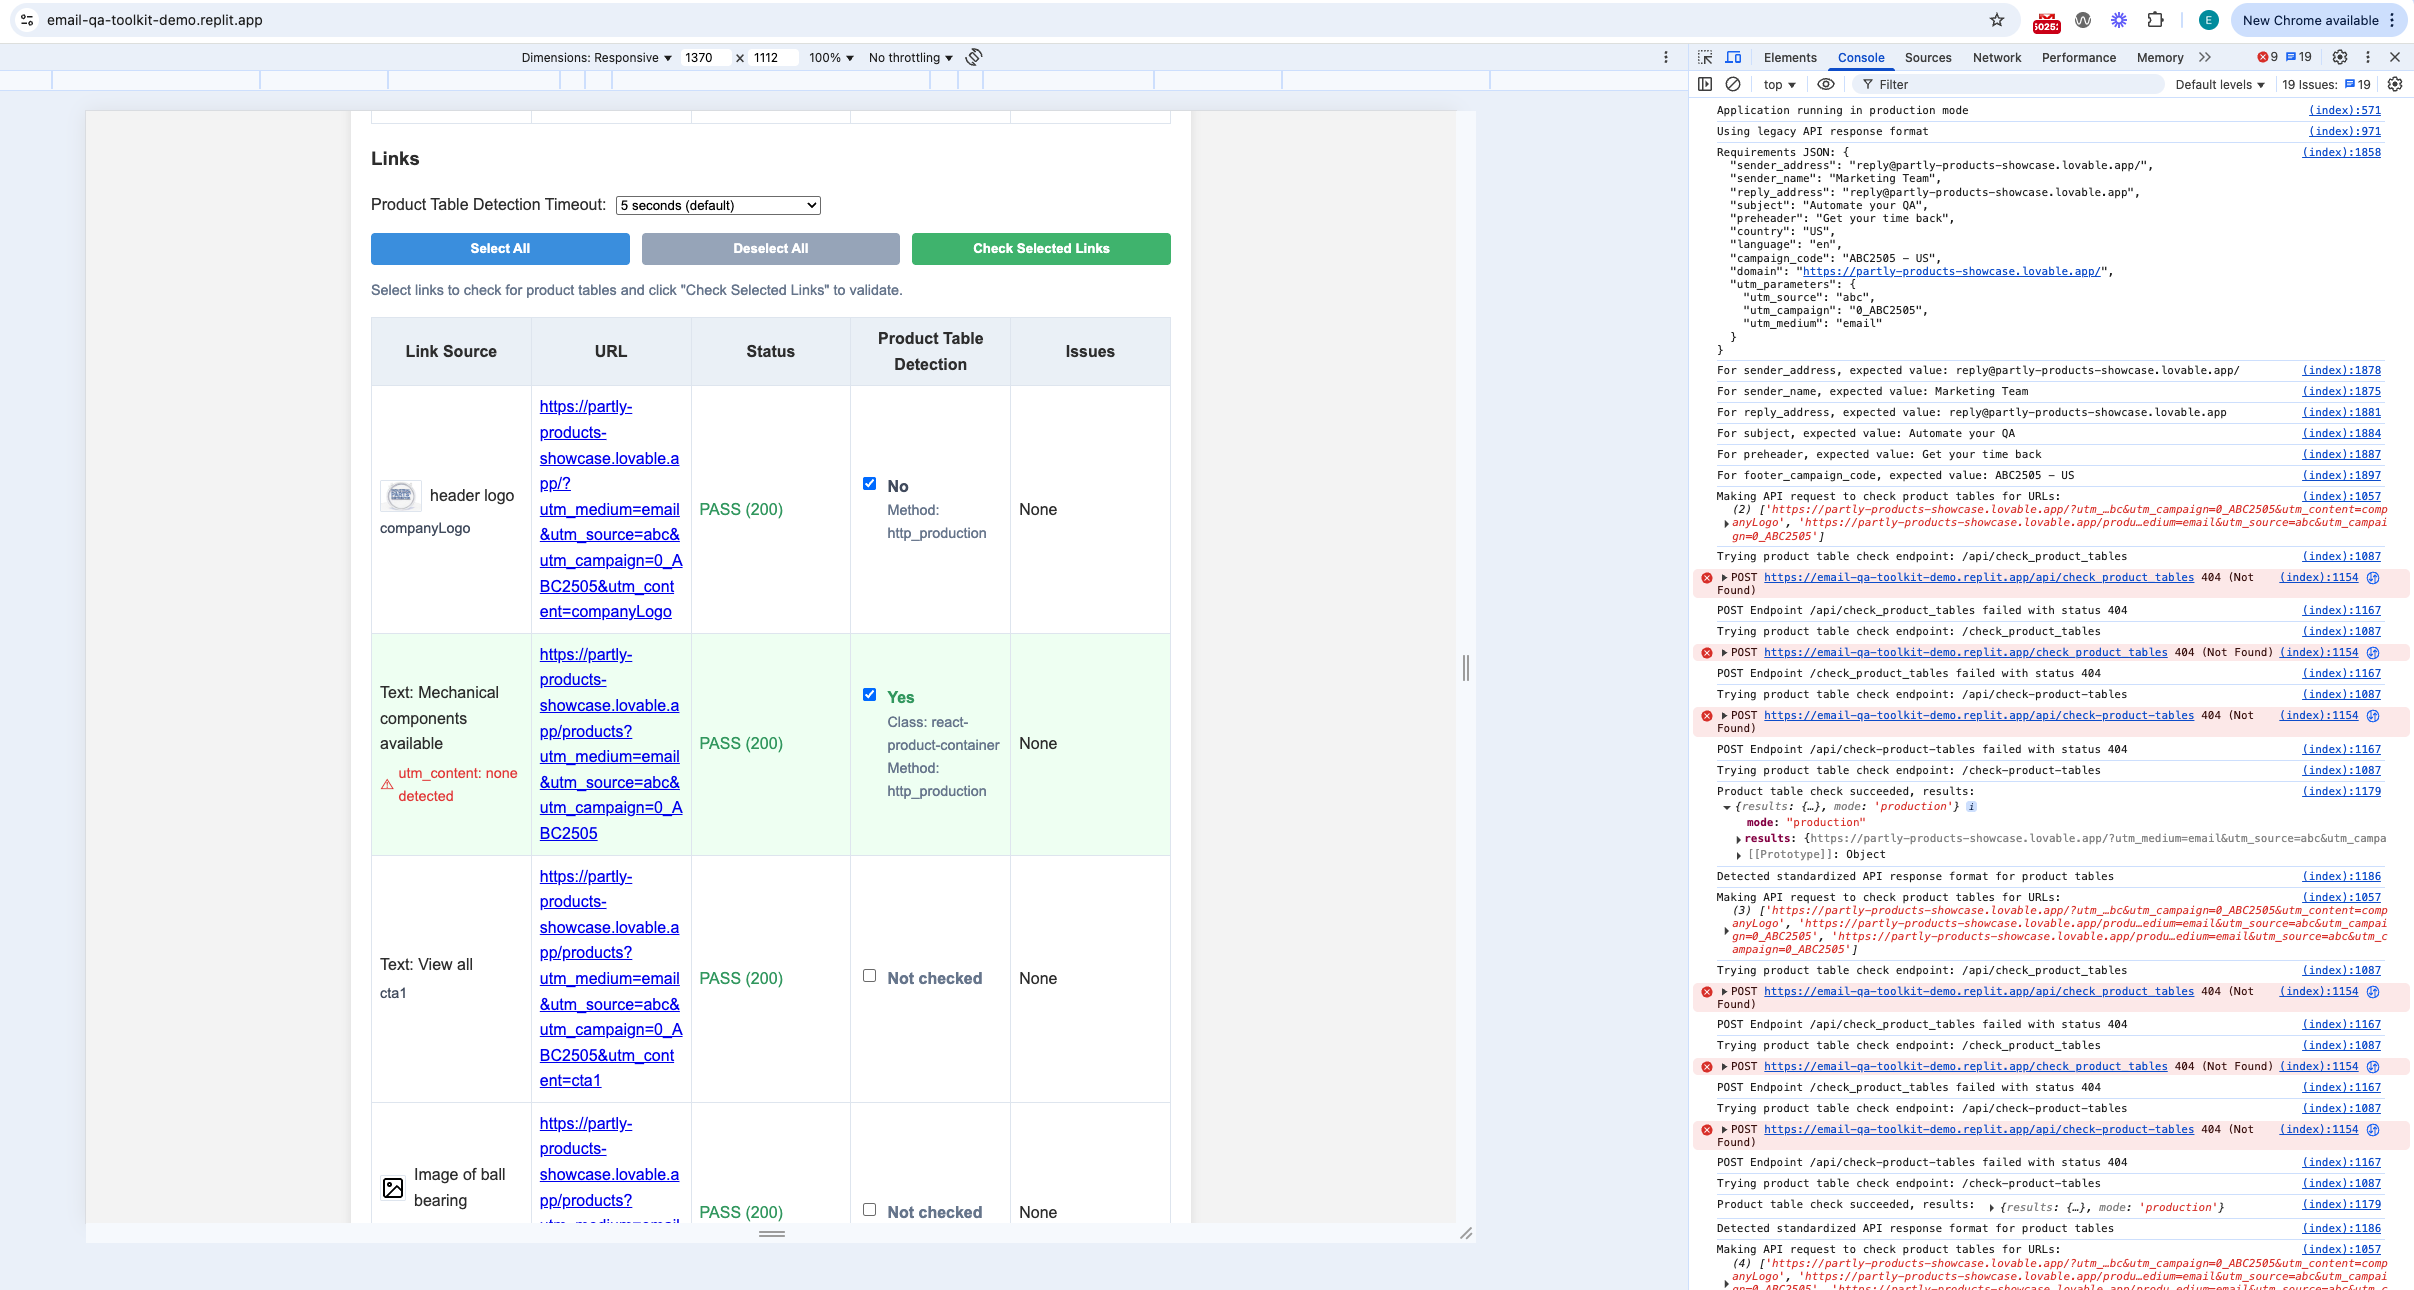 email-qa-toolkit-demo.replit.app
50252
E
New Chrome available
Dimensions: Responsive
1370
x
1112
100%
No throttling
Elements
Console
Sources
Network
Performance
Memory
9
19
top
Filter
Default levels
19 Issues:
19
Links
Product Table Detection Timeout:
5 seconds (default)
Select All
Deselect All
Check Selected Links
Select links to check for product tables and click "Check Selected Links" to validate.
Link Source
URL
Status
Product Table
Detection
Issues
header logo
companyLogo
https://partly-
products-
showcase.lovable.a
pp/?
utm_medium=email
&utm_source=abc&
utm_campaign=0_A
BC2505&utm_cont
ent=companyLogo
PASS (200)
No
Method:
http_production
None
Text: Mechanical
components
available
utm_content: none
detected
https://partly-
products-
showcase.lovable.a
pp/products?
utm_medium=email
&utm_source=abc&
utm_campaign=0_A
BC2505
PASS (200)
Yes
Class: react-
product-container
Method:
http_production
None
Text: View all
cta1
https://partly-
products-
showcase.lovable.a
pp/products?
utm_medium=email
&utm_source=abc&
utm_campaign=0_A
BC2505&utm_cont
ent=cta1
PASS (200)
Not checked
None
Image of ball
bearing
https://partly-
products-
showcase.lovable.a
pp/products?
PASS (200)
Not checked
None
Application running in production mode (index):571
Using legacy API response format (index):971
Requirements JSON: { (index):1858
"sender_address": "reply@partly-products-showcase.lovable.app/",
"sender_name": "Marketing Team",
"reply_address": "reply@partly-products-showcase.lovable.app",
"subject": "Automate your QA",
"preheader": "Get your time back",
"country": "US",
"language": "en",
"campaign_code": "ABC2505 - US",
"domain": "https://partly-products-showcase.lovable.app/",
"utm_parameters": {
"utm_source": "abc",
"utm_campaign": "0_ABC2505",
"utm_medium": "email"
}
}
For sender_address, expected value: reply@partly-products-showcase.lovable.app/ (index):1878
For sender_name, expected value: Marketing Team (index):1875
For reply_address, expected value: reply@partly-products-showcase.lovable.app (index):1881
For subject, expected value: Automate your QA (index):1884
For preheader, expected value: Get your time back (index):1887
For footer_campaign_code, expected value: ABC2505 - US (index):1897
Making API request to check product tables for URLs: (index):1057
(2) ['https://partly-products-showcase.lovable.app/?utm_…bc&utm_campaign=0_ABC2505&utm_content=comp
anyLogo', 'https://partly-products-showcase.lovable.app/produ…edium=email&utm_source=abc&utm_campai
gn=0_ABC2505']
Trying product table check endpoint: /api/check_product_tables (index):1087
POST https://email-qa-toolkit-demo.replit.app/api/check_product_tables 404 (Not (index):1154
Found)
POST Endpoint /api/check_product_tables failed with status 404 (index):1167
Trying product table check endpoint: /check_product_tables (index):1087
POST https://email-qa-toolkit-demo.replit.app/check_product_tables 404 (Not Found) (index):1154
POST Endpoint /check_product_tables failed with status 404 (index):1167
Trying product table check endpoint: /api/check-product-tables (index):1087
POST https://email-qa-toolkit-demo.replit.app/api/check-product-tables 404 (Not (index):1154
Found)
POST Endpoint /api/check-product-tables failed with status 404 (index):1167
Trying product table check endpoint: /check-product-tables (index):1087
Product table check succeeded, results: (index):1179
{results: {…}, mode: 'production'} i
mode: "production"
results: {https://partly-products-showcase.lovable.app/?utm_medium=email&utm_source=abc&utm_campa
[[Prototype]]: Object
Detected standardized API response format for product tables (index):1186
Making API request to check product tables for URLs: (index):1057
(3) ['https://partly-products-showcase.lovable.app/?utm_…bc&utm_campaign=0_ABC2505&utm_content=comp
anyLogo', 'https://partly-products-showcase.lovable.app/produ…edium=email&utm_source=abc&utm_campai
gn=0_ABC2505', 'https://partly-products-showcase.lovable.app/produ…edium=email&utm_source=abc&utm_c
ampaign=0_ABC2505']
Trying product table check endpoint: /api/check_product_tables (index):1087
POST https://email-qa-toolkit-demo.replit.app/api/check_product_tables 404 (Not (index):1154
Found)
POST Endpoint /api/check_product_tables failed with status 404 (index):1167
Trying product table check endpoint: /check_product_tables (index):1087
POST https://email-qa-toolkit-demo.replit.app/check_product_tables 404 (Not Found) (index):1154
POST Endpoint /check_product_tables failed with status 404 (index):1167
Trying product table check endpoint: /api/check-product-tables (index):1087
POST https://email-qa-toolkit-demo.replit.app/api/check-product-tables 404 (Not (index):1154
Found)
POST Endpoint /api/check-product-tables failed with status 404 (index):1167
Trying product table check endpoint: /check-product-tables (index):1087
Product table check succeeded, results: {results: {…}, mode: 'production'} (index):1179
Detected standardized API response format for product tables (index):1186
Making API request to check product tables for URLs: (index):1057
(4) ['https://partly-products-showcase.lovable.app/?utm_…bc&utm_campaign=0_ABC2505&utm_content=comp
anyLogo', 'https://partly-products-showcase.lovable.app/produ…edium=email&utm_source=abc&utm_campai